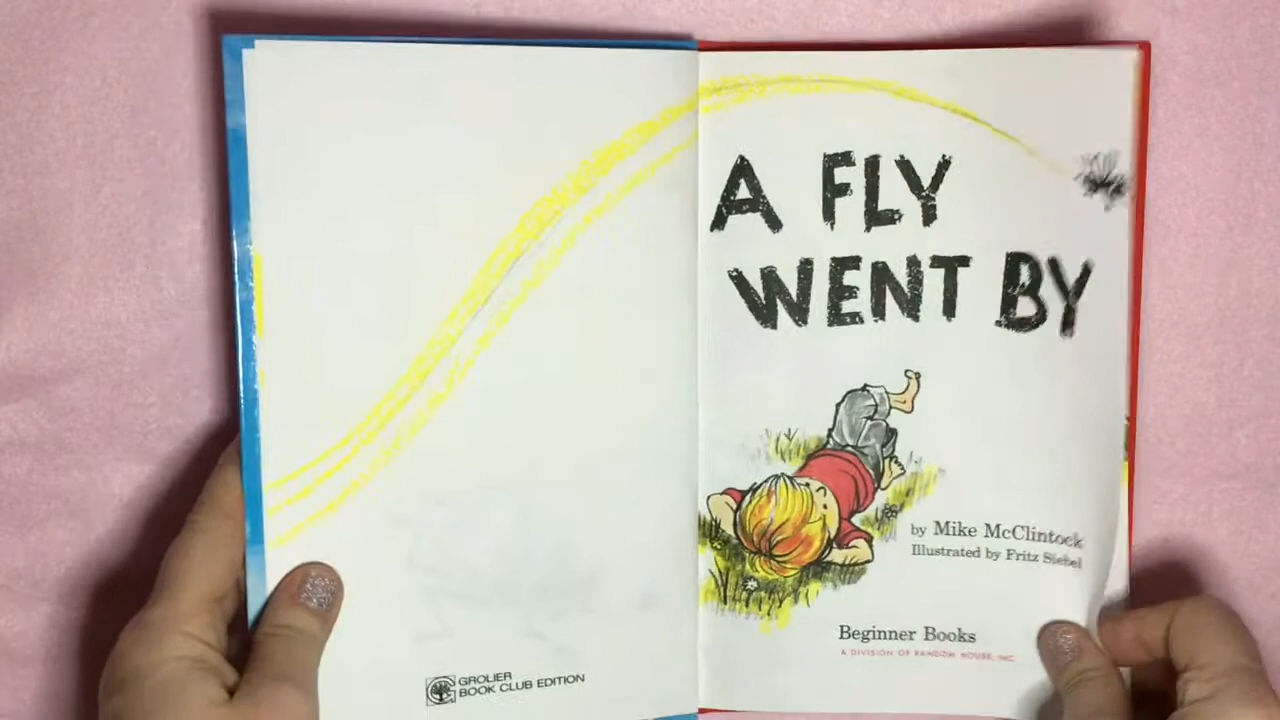 GROLIER
BOOK CLUB EDITION
A FLY
WENT BY
by Mike McClintock
Illustrated by Fritz Siebel
Beginner Books
A DIVISION OF RANDOM HOUSE, INC.